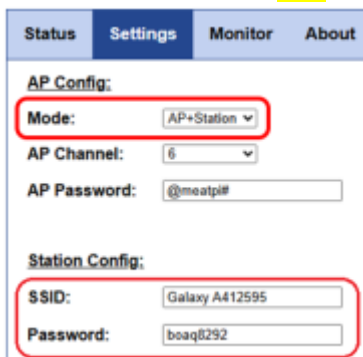 Status Settings Monitor About
AP Config:
Mode: AP+Station
AP Channel: 6
AP Password: @meatpi#
Station Config:
SSID: Galaxy A412595
Password: boaq8292